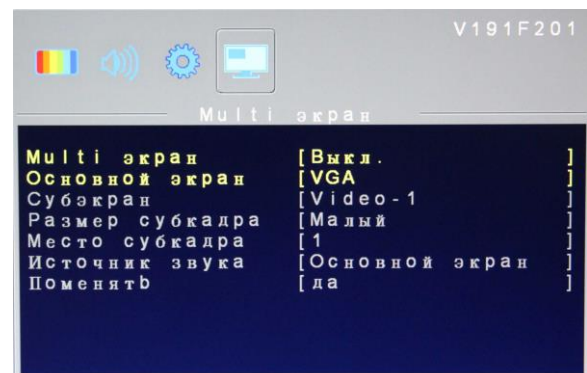 V191F201
Multi экран
Multi экран [Выкл. ]
Основной экран [VGA ]
Субэкран [Video-1 ]
Размер субкадра [Малый ]
Место субкадра [1 ]
Источник звука [Основной экран ]
Поменятb [да ]